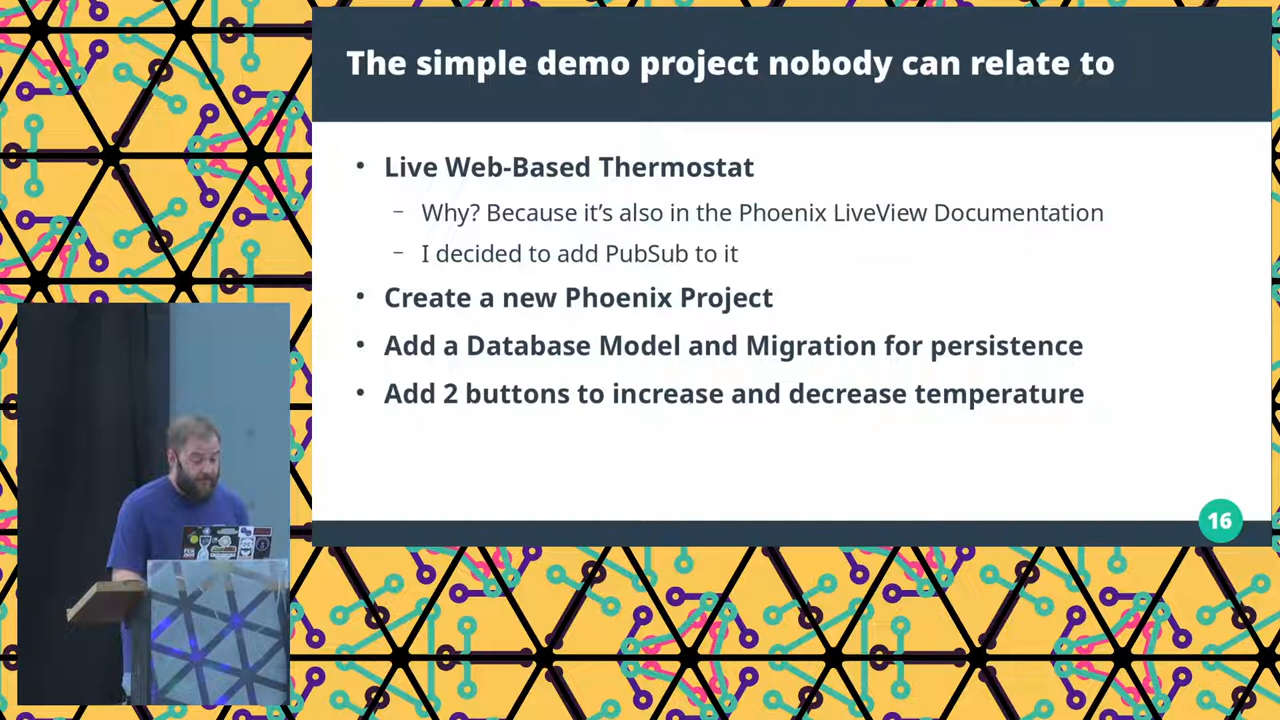 The simple demo project nobody can relate to
• Live Web-Based Thermostat
– Why? Because it’s also in the Phoenix LiveView Documentation
– I decided to add PubSub to it
• Create a new Phoenix Project
• Add a Database Model and Migration for persistence
• Add 2 buttons to increase and decrease temperature
16